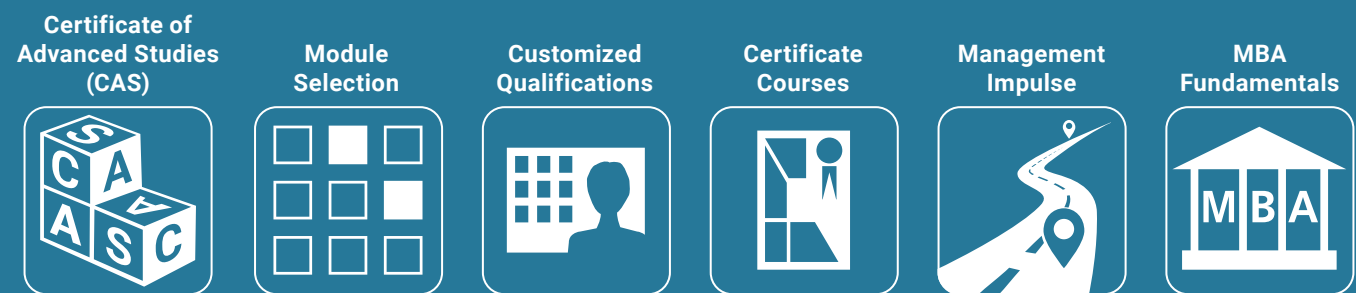 Certificate of
Advanced Studies
(CAS)
Module
Selection
Customized
Qualifications
Certificate
Courses
Management
Impulse
MBA
Fundamentals
S
C A
A
A S C
MBA